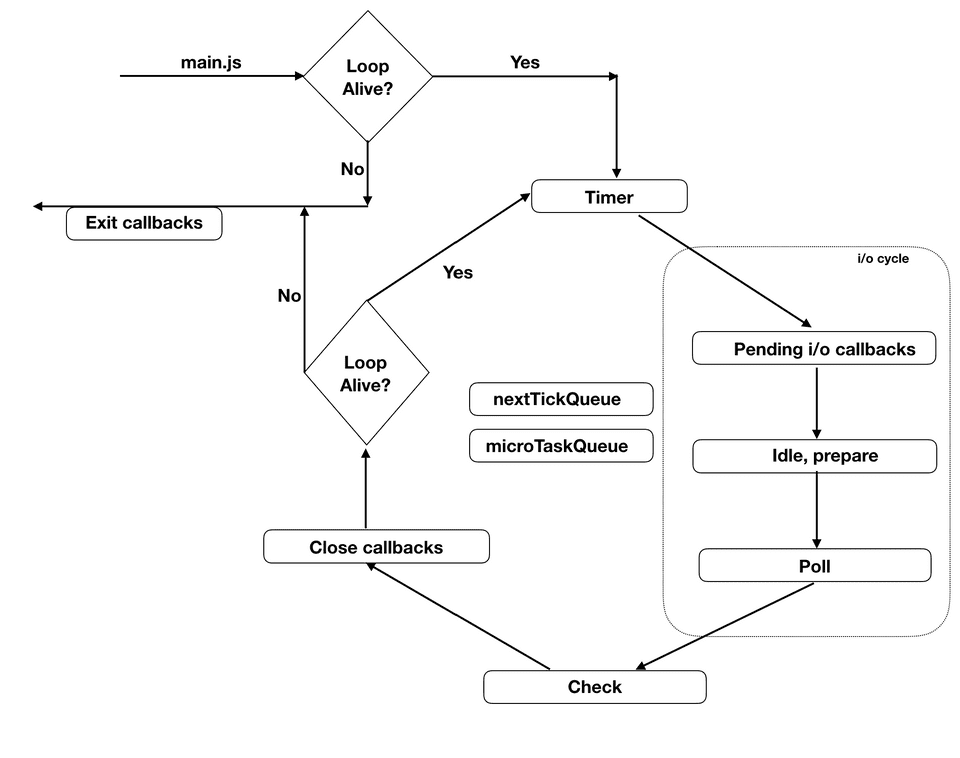 main.js
Loop
Alive?
Yes
No
Timer
Exit callbacks
i/o cycle
Yes
No
Pending i/o callbacks
Loop
Alive?
nextTickQueue
microTaskQueue
Idle, prepare
Close callbacks
Poll
Check